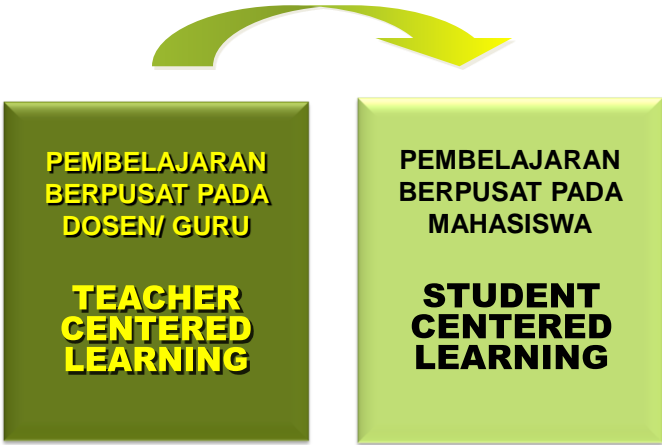 PEMBELAJARAN
BERPUSAT PADA
DOSEN/ GURU
TEACHER
CENTERED
LEARNING
PEMBELAJARAN
BERPUSAT PADA
MAHASISWA
STUDENT
CENTERED
LEARNING